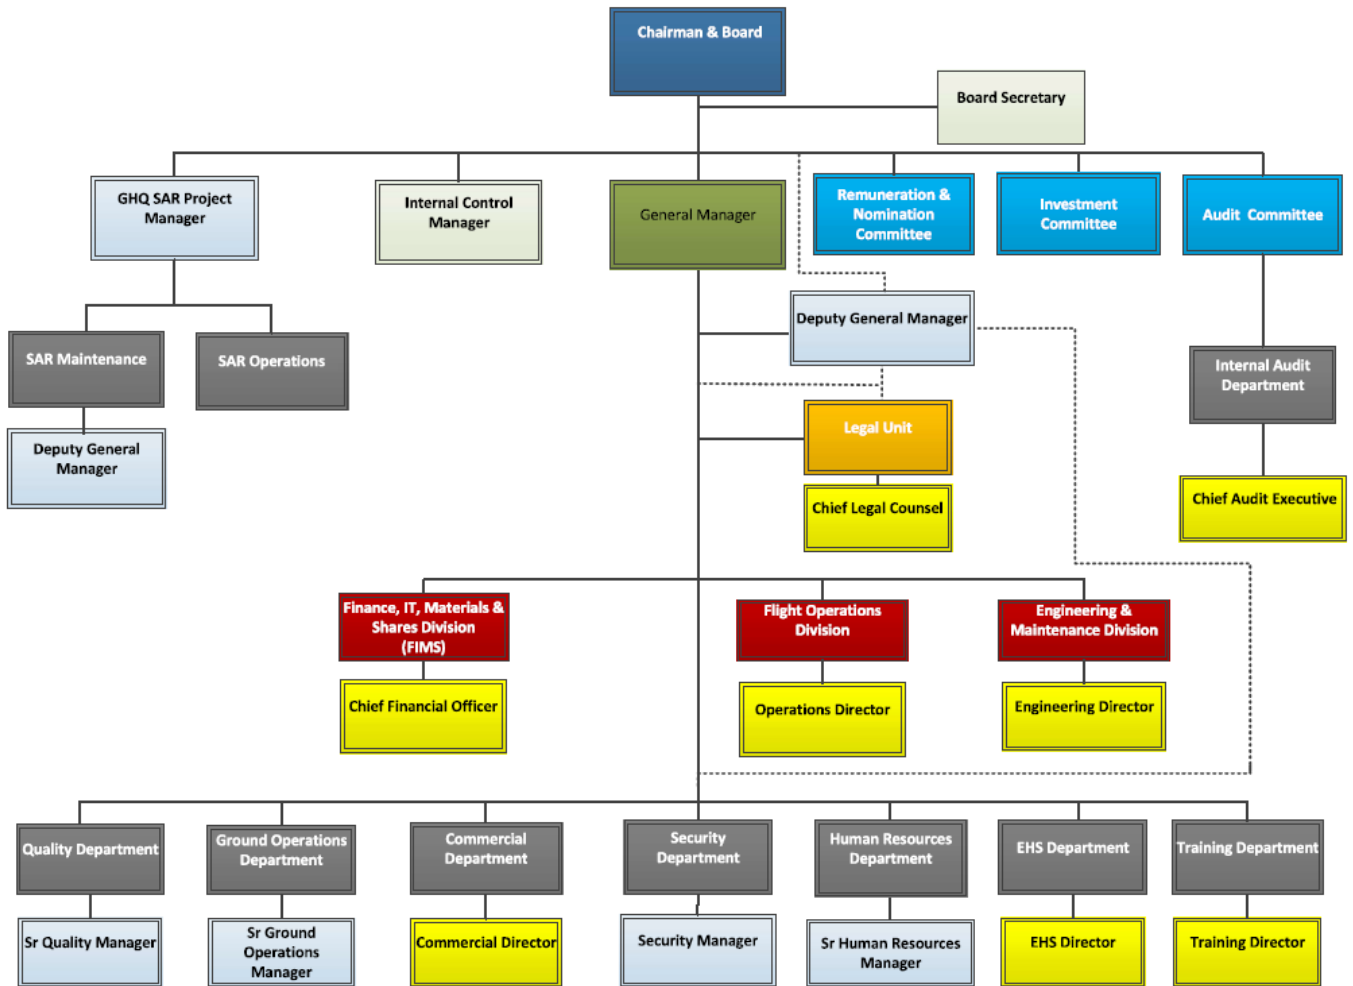 Chairman & Board
Board Secretary
GHQ SAR Project
Manager
Internal Control
Manager
General Manager
Remuneration &
Nomination
Committee
Investment
Committee
Audit  Committee
Deputy General Manager
SAR Maintenance
SAR Operations
Internal Audit
Department
Deputy General
Manager
Legal Unit
Chief Legal Counsel
Chief Audit Executive
Finance, IT, Materials &
Shares Division
(FIMS)
Flight Operations
Division
Engineering &
Maintenance Division
Chief Financial Officer
Operations Director
Engineering Director
Quality Department
Ground Operations
Department
Commercial
Department
Security
Department
Human Resources
Department
EHS Department
Training Department
Sr Quality Manager
Sr Ground
Operations
Manager
Commercial Director
Security Manager
Sr Human Resources
Manager
EHS Director
Training Director